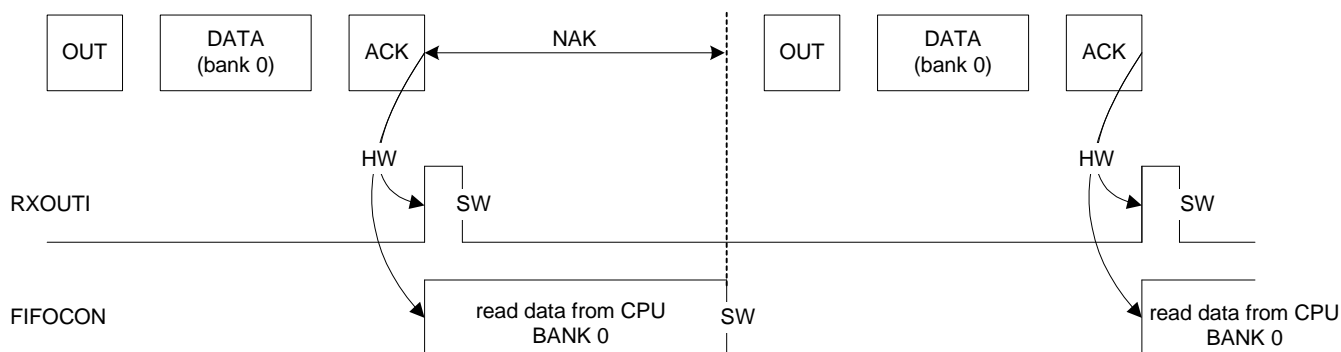 OUT
DATA
(bank 0)
ACK
NAK
OUT
DATA
(bank 0)
ACK
HW
HW
RXOUTI
SW
SW
FIFOCON
read data from CPU
BANK 0
SW
read data from CPU
BANK 0